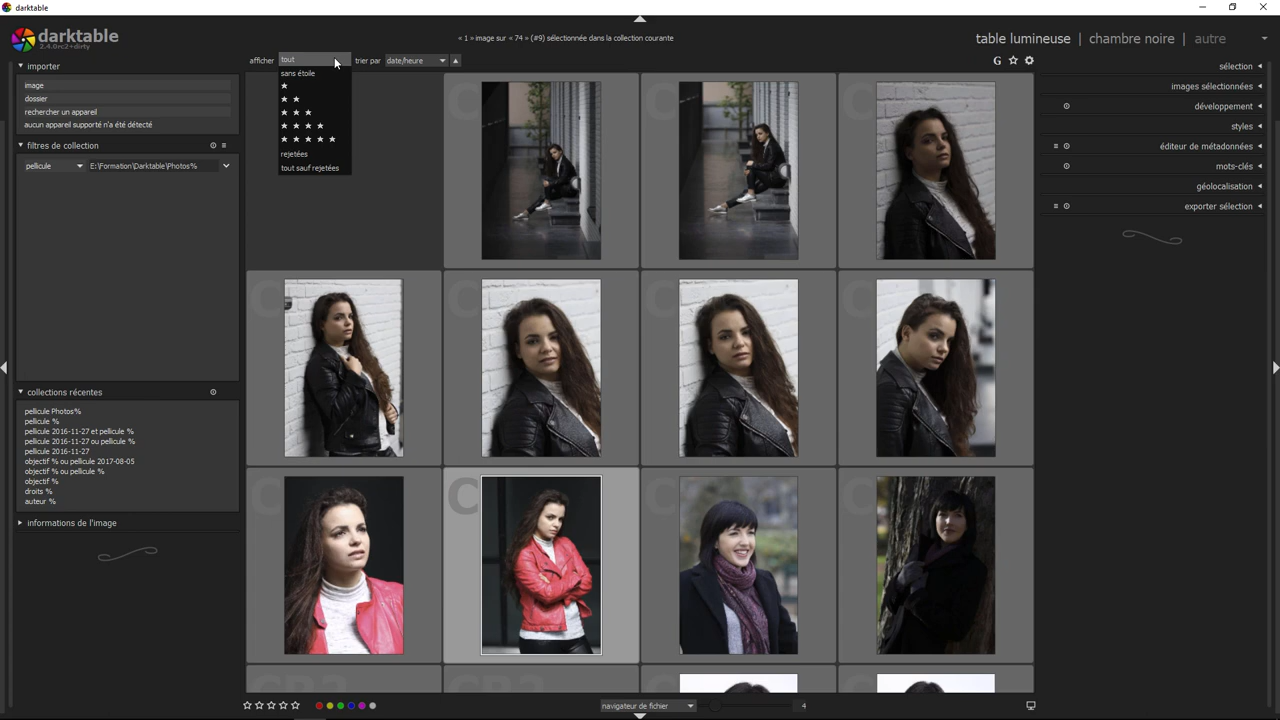 darktable
darktable
2.4.0rc2+dirty
« 1 » image sur « 74 » (#9) sélectionnée dans la collection courante
table lumineuse | chambre noire | autre
afficher tout trier par date/heure
sans étoile
rejetées
tout sauf rejetées
G
importer
image
dossier
rechercher un appareil
aucun appareil supporté n'a été détecté
filtres de collection
pellicule E:\Formation\Darktable\Photos%
collections récentes
pellicule Photos%
pellicule %
pellicule 2016-11-27 et pellicule %
pellicule 2016-11-27 ou pellicule %
pellicule 2016-11-27
objectif % ou pellicule 2017-08-05
objectif % ou pellicule %
objectif %
droits %
auteur %
informations de l'image
sélection
images sélectionnées
développement
styles
éditeur de métadonnées
mots-clés
géolocalisation
exporter sélection
CR2 CR2
navigateur de fichier 4